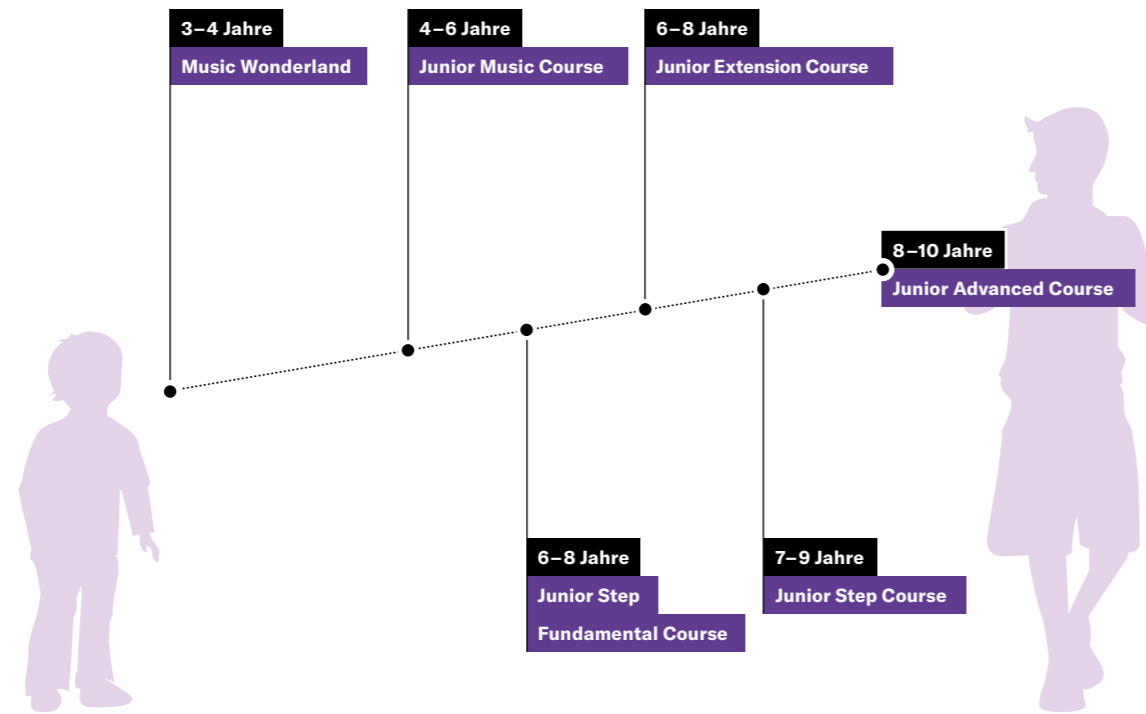 3–4 Jahre
Music Wonderland
4–6 Jahre
Junior Music Course
6–8 Jahre
Junior Extension Course
8–10 Jahre
Junior Advanced Course
6–8 Jahre
Junior Step
Fundamental Course
7–9 Jahre
Junior Step Course